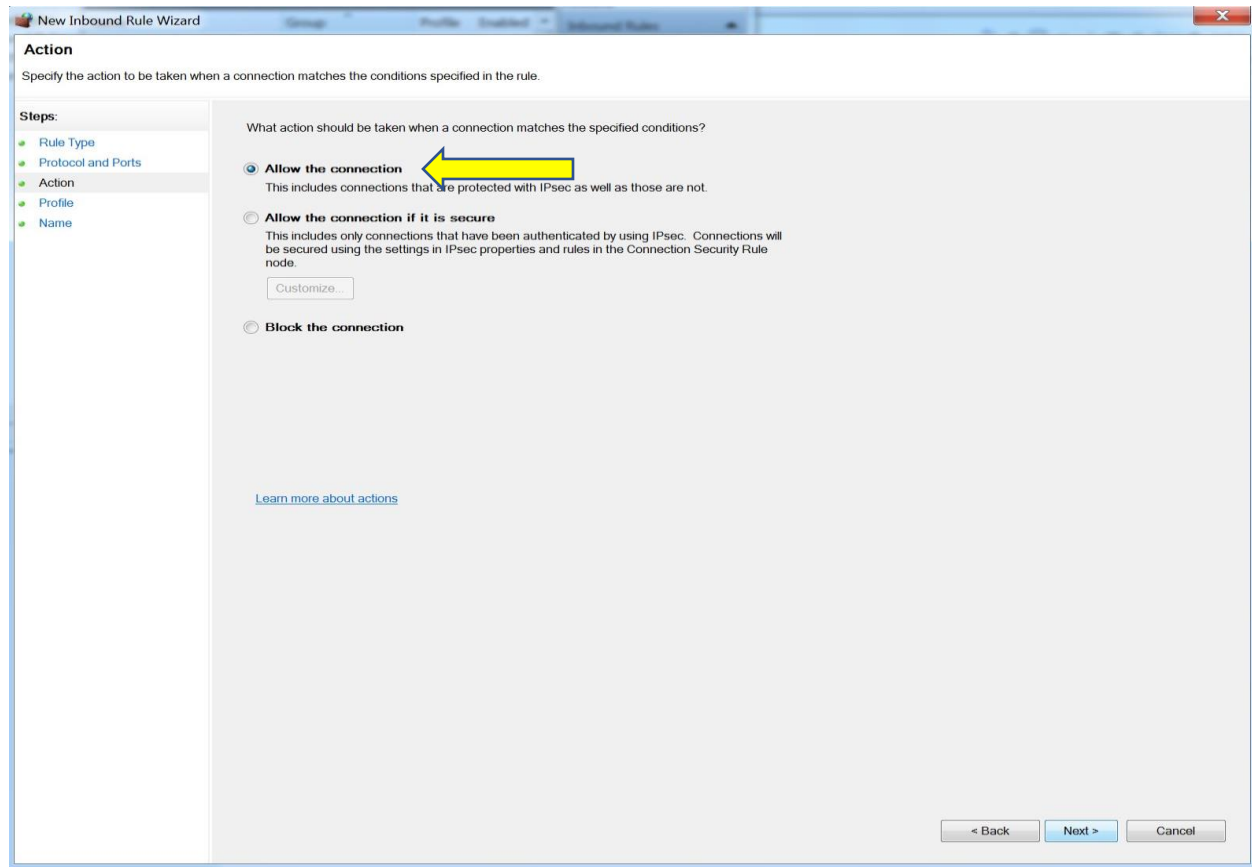 New Inbound Rule Wizard
Group Profile Enabled Inbound Rules
Action
Specify the action to be taken when a connection matches the conditions specified in the rule.
Steps:
Rule Type
Protocol and Ports
Action
Profile
Name
What action should be taken when a connection matches the specified conditions?
Allow the connection
This includes connections that are protected with IPsec as well as those are not.
Allow the connection if it is secure
This includes only connections that have been authenticated by using IPsec. Connections will
be secured using the settings in IPsec properties and rules in the Connection Security Rule
node.
Customize...
Block the connection
Learn more about actions
< Back Next > Cancel